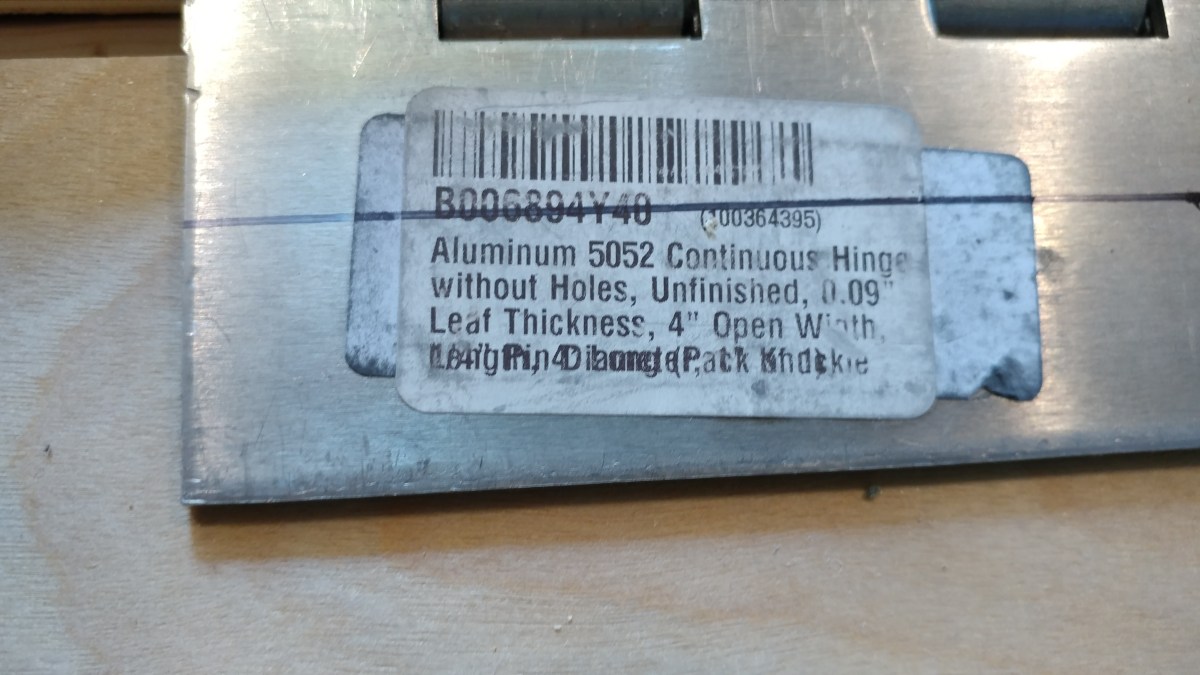 B006894Y40 (100364395)
Aluminum 5052 Continuous Hinge
without Holes, Unfinished, 0.09"
Leaf Thickness, 4" Open Width,